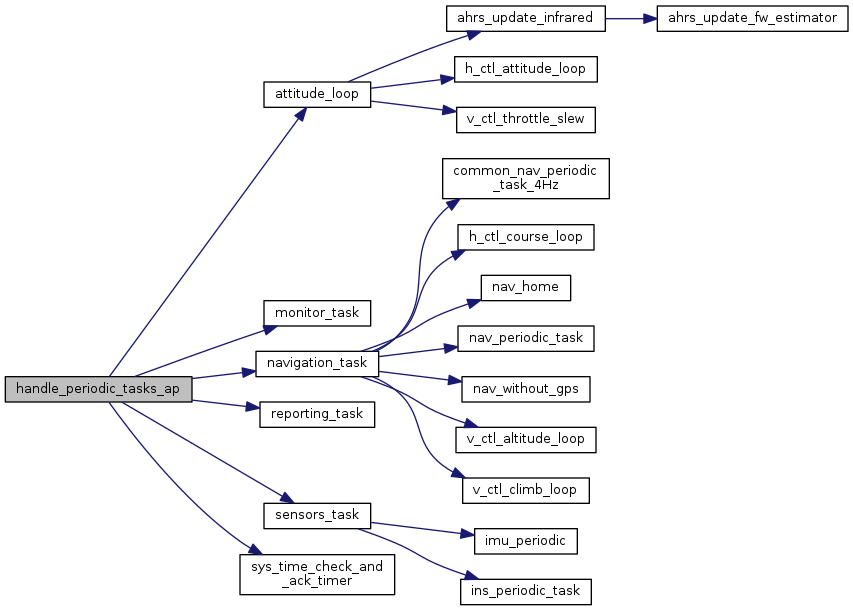 ahrs_update_infrared
ahrs_update_fw_estimator
h_ctl_attitude_loop
attitude_loop
v_ctl_throttle_slew
common_nav_periodic
_task_4Hz
h_ctl_course_loop
nav_home
monitor_task
nav_periodic_task
navigation_task
handle_periodic_tasks_ap
nav_without_gps
reporting_task
v_ctl_altitude_loop
v_ctl_climb_loop
sensors_task
imu_periodic
sys_time_check_and
_ack_timer
ins_periodic_task